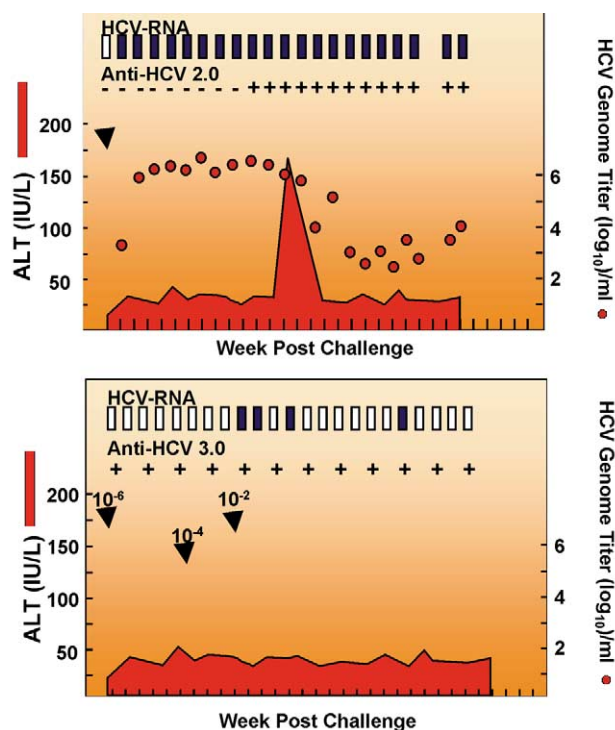 HCV-RNA
Anti-HCV 2.0
- - - - - - - - - + + + + + + + + + + + + +
200
150
100
50
ALT (IU/L)
6
4
2
HCV Genome Titer (log10)/ml
Week Post Challenge
HCV-RNA
Anti-HCV 3.0
+ + + + + + + + + + + +
10-6
10-4
10-2
200
150
100
50
ALT (IU/L)
6
4
2
HCV Genome Titer (log10)/ml
Week Post Challenge